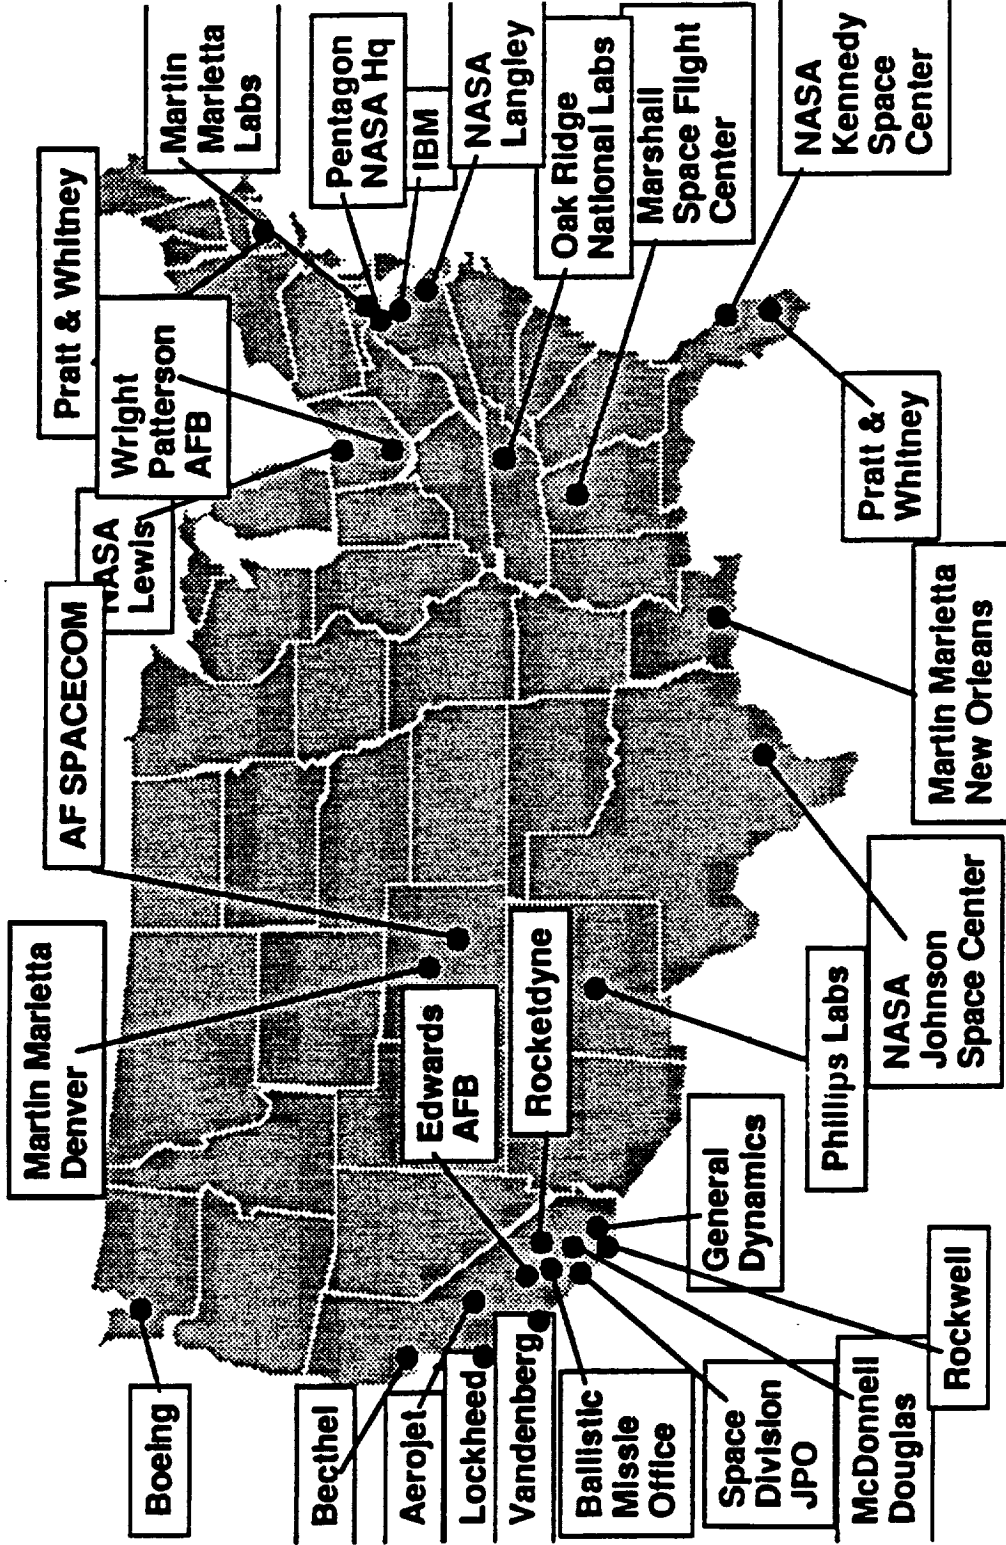 Boeing
Martin Marietta
Denver
AF SPACECOM
NASA
Lewis
Wright
Patterson
AFB
Pratt & Whitney
Martin
Marietta
Labs
Pentagon
NASA Hq
IBM
NASA
Langley
Oak Ridge
National Labs
Marshall
Space Flight
Center
NASA
Kennedy
Space
Center
Pratt &
Whitney
Martin Marietta
New Orleans
NASA
Johnson
Space Center
Phillips Labs
Rocketdyne
Edwards
AFB
General
Dynamics
Rockwell
McDonnell
Douglas
Space
Division
JPO
Ballistic
Missle
Office
Vandenberg
Lockheed
Aerojet
Becthel